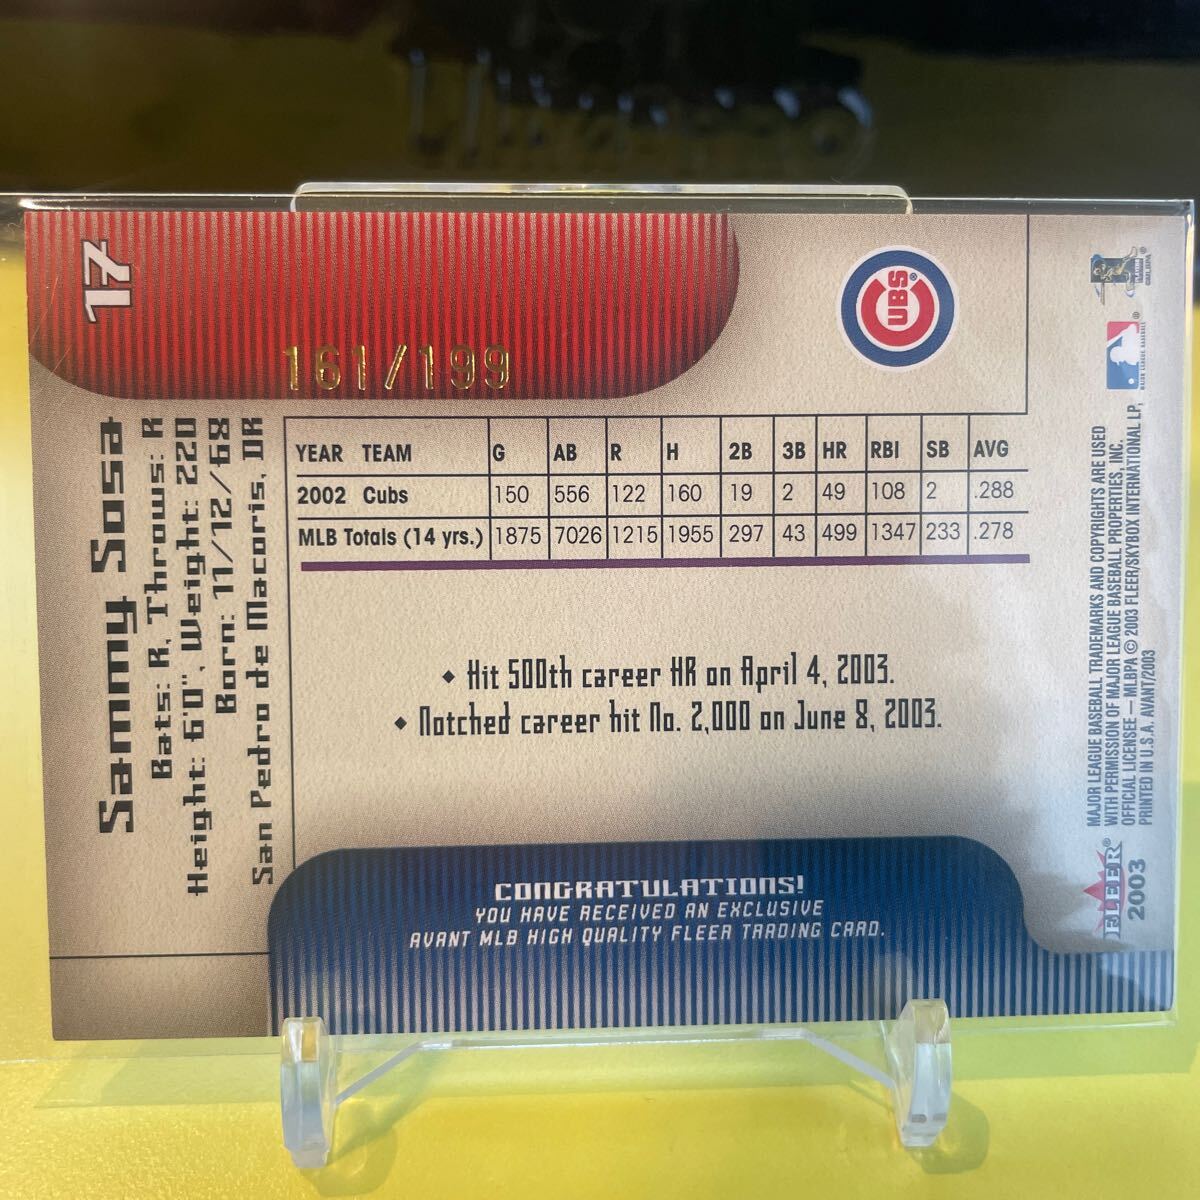 17
161/199
CUBS
Sammy Sosa
Bats: R, Throws: R
Height: 6'0", Weight: 220
Born: 11/12/68
San Pedro de Macoris, DR
YEAR TEAM G AB R H 2B 3B HR RBI SB AVG
2002 Cubs 150 556 122 160 19 2 49 108 2 .288
MLB Totals (14 yrs.) 1875 7026 1215 1955 297 43 499 1347 233 .278
• Hit 500th career HR on April 4, 2003.
• Notched career hit No. 2,000 on June 8, 2003.
CONGRATULATIONS!
YOU HAVE RECEIVED AN EXCLUSIVE
AVANT MLB HIGH QUALITY FLEER TRADING CARD.
MAJOR LEAGUE BASEBALL TRADEMARKS AND COPYRIGHTS ARE USED
WITH PERMISSION OF MAJOR LEAGUE BASEBALL PROPERTIES, INC.
OFFICIAL LICENSEE — MLBPA © 2003 FLEER/SKYBOX INTERNATIONAL LP,
PRINTED IN U.S.A. AVANT/2003
FLEER®
2003
MAJOR LEAGUE BASEBALL